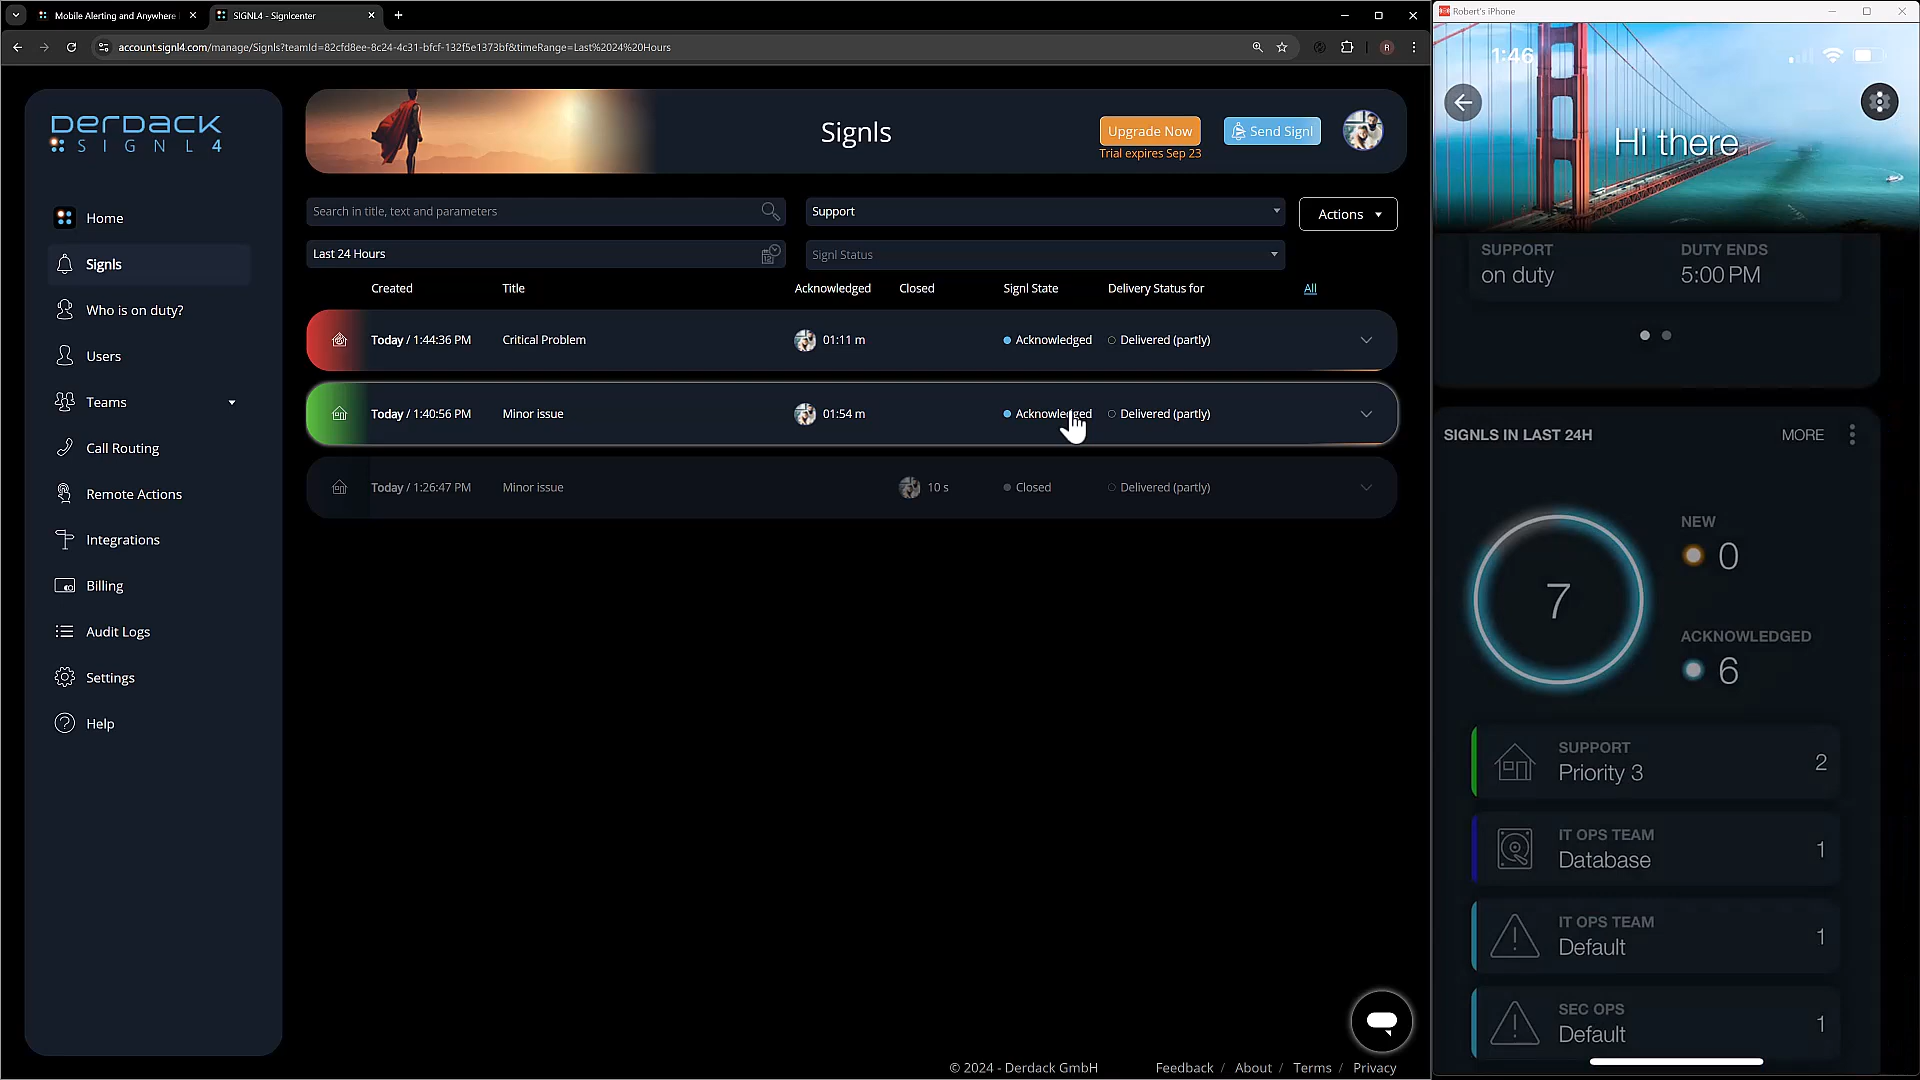 Mobile Alerting and Anywhere
SIGNL4 - Signlcenter
account.signl4.com/manage/Signls?teamId=82cfd8ee-8c24-4c31-bfcf-132f5e1373bf&timeRange=Last%2024%20Hours
R
Robert's iPhone
DERDACK
SIGNL4
Home
Signls
Who is on duty?
Users
Teams
Call Routing
Remote Actions
Integrations
Billing
Audit Logs
Settings
Help
Signls
Upgrade Now
Trial expires Sep 23
Send Signl
Search in title, text and parameters
Support
Actions
Last 24 Hours
Signl Status
Created Title Acknowledged Closed Signl State Delivery Status for All
Today / 1:44:36 PM Critical Problem 01:11 m Acknowledged Delivered (partly)
Today / 1:40:56 PM Minor issue 01:54 m Acknowledged Delivered (partly)
Today / 1:26:47 PM Minor issue 10 s Closed Delivered (partly)
© 2024 - Derdack GmbH Feedback / About / Terms / Privacy
1:46
Hi there
SUPPORT DUTY ENDS
on duty 5:00 PM
SIGNLS IN LAST 24H MORE
7
NEW
0
ACKNOWLEDGED
6
SUPPORT
Priority 3 2
IT OPS TEAM
Database 1
IT OPS TEAM
Default 1
SEC OPS
Default 1